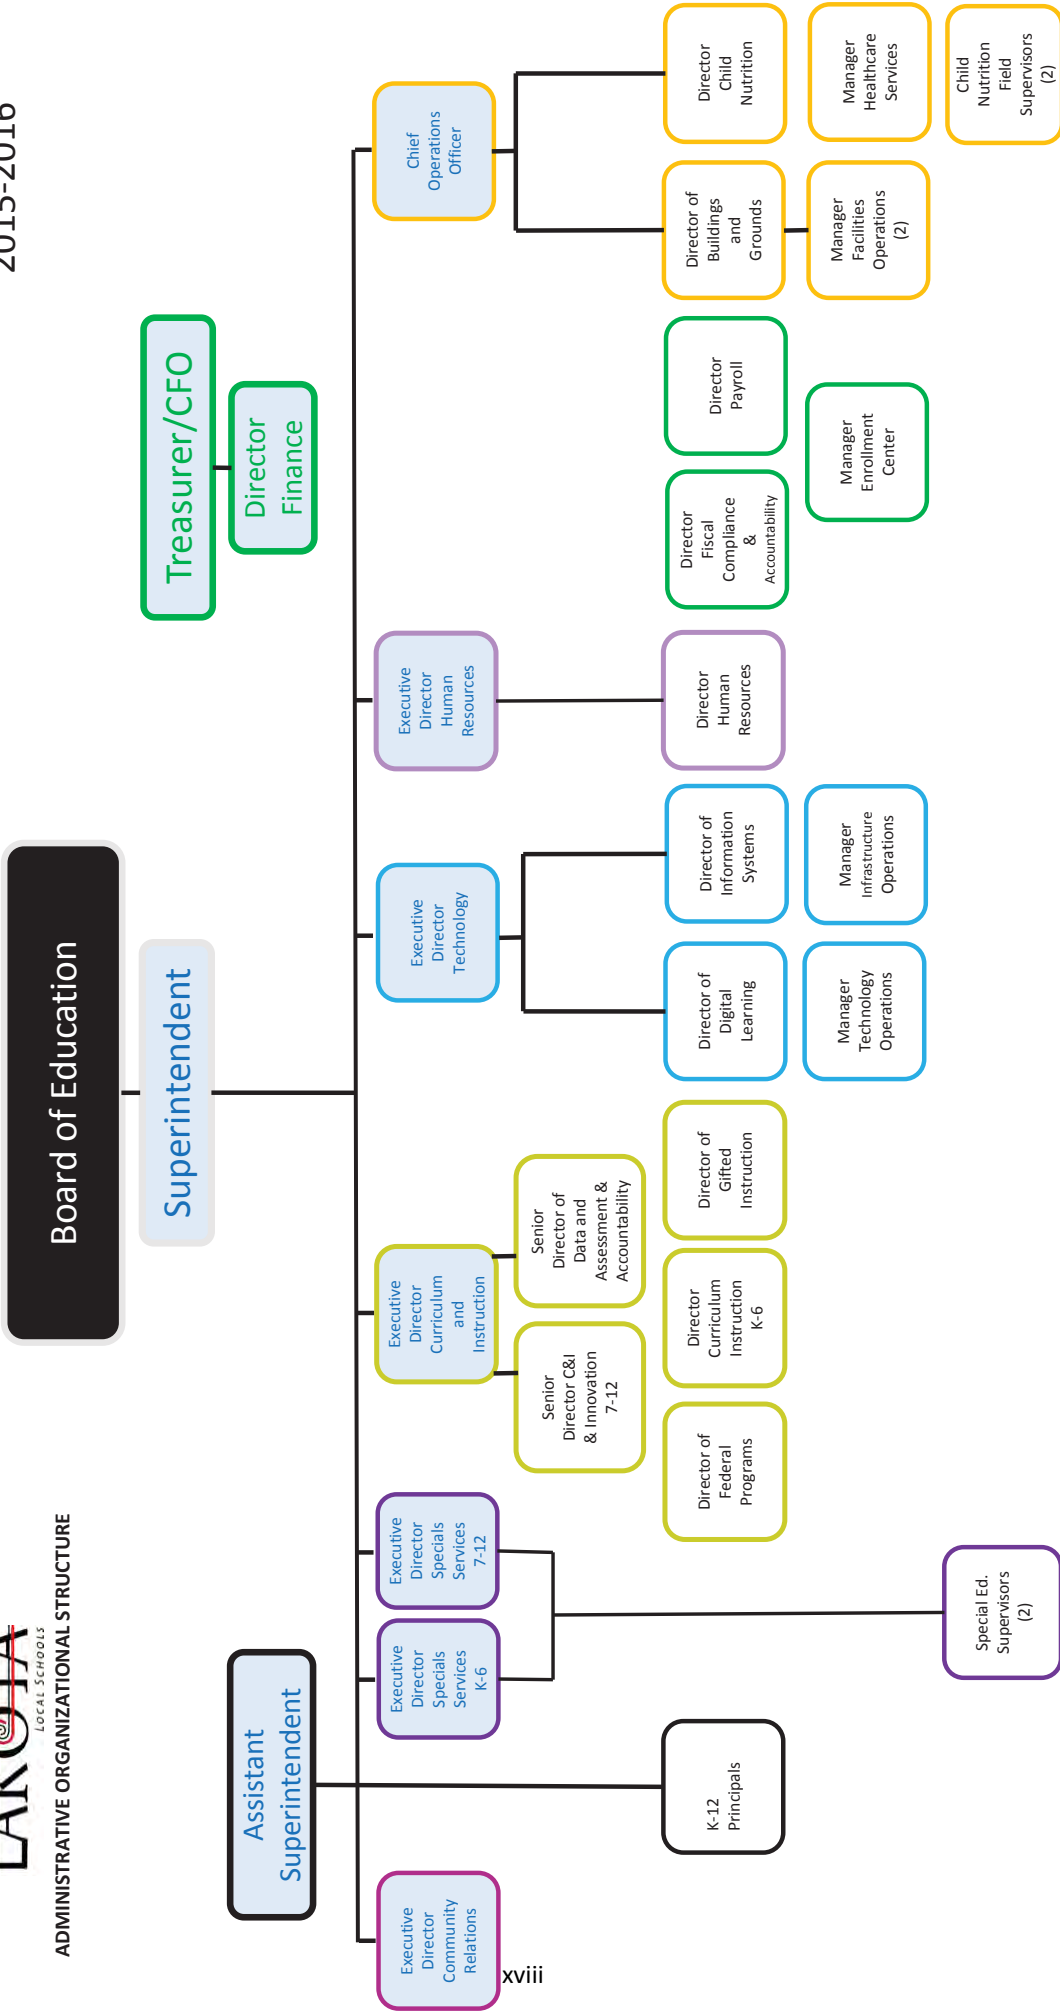 LAKOTA
LOCAL SCHOOLS
ADMINISTRATIVE ORGANIZATIONAL STRUCTURE
2015-2016
Board of Education
Superintendent
Treasurer/CFO
Director
Finance
Assistant
Superintendent
Executive
Director
Community
Relations
Executive
Director
Specials
Services
K-6
Executive
Director
Specials
Services
7-12
Executive
Director
Curriculum
and
Instruction
Executive
Director
Technology
Executive
Director
Human
Resources
Chief
Operations
Officer
Senior
Director C&I
& Innovation
7-12
Senior
Director of
Data and
Assessment &
Accountability
K-12
Principals
Director of
Federal
Programs
Director
Curriculum
Instruction
K-6
Director of
Gifted
Instruction
Director of
Digital
Learning
Director of
Information
Systems
Director
Human
Resources
Director
Fiscal
Compliance
&
Accountability
Director
Payroll
Director of
Buildings
and
Grounds
Director
Child
Nutrition
Manager
Technology
Operations
Manager
Infrastructure
Operations
Manager
Enrollment
Center
Manager
Facilities
Operations
(2)
Manager
Healthcare
Services
Special Ed.
Supervisors
(2)
Child
Nutrition
Field
Supervisors
(2)
xviii